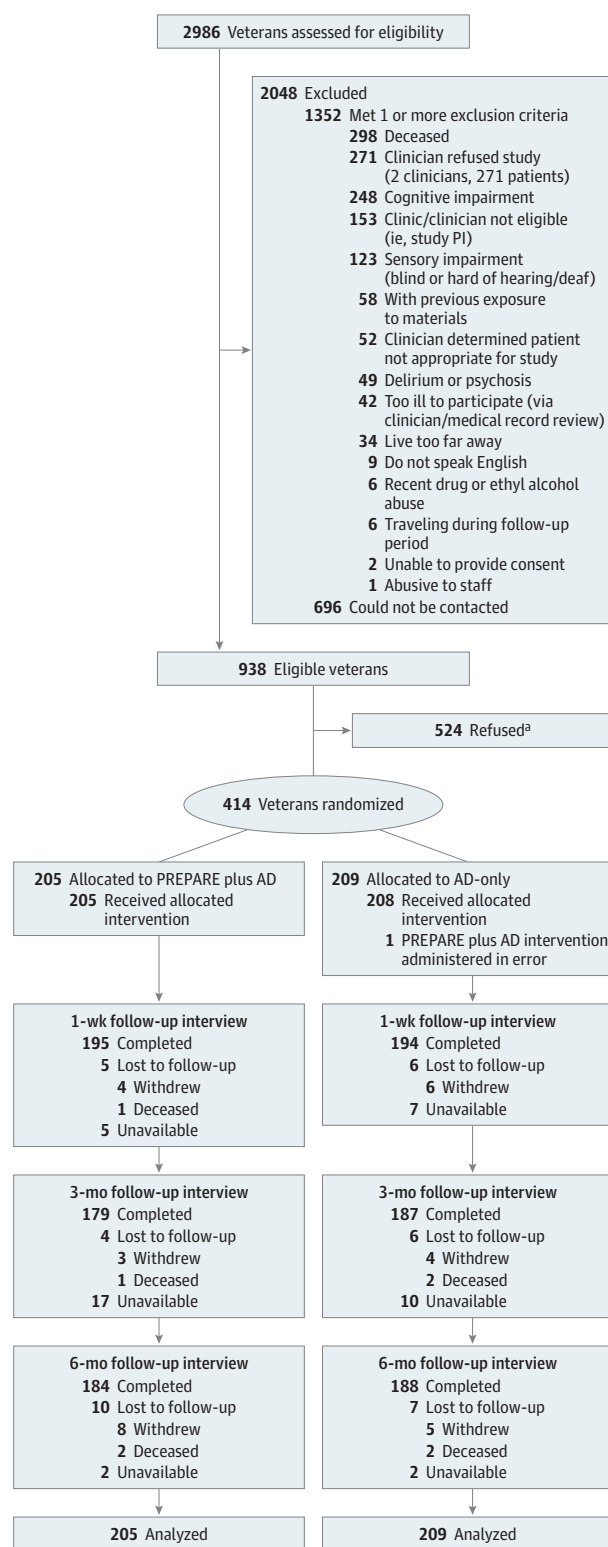 2986 Veterans assessed for eligibility
2048 Excluded
1352 Met 1 or more exclusion criteria
298 Deceased
271 Clinician refused study
(2 clinicians, 271 patients)
248 Cognitive impairment
153 Clinic/clinician not eligible
(ie, study PI)
123 Sensory impairment
(blind or hard of hearing/deaf)
58 With previous exposure
to materials
52 Clinician determined patient
not appropriate for study
49 Delirium or psychosis
42 Too ill to participate (via
clinician/medical record review)
34 Live too far away
9 Do not speak English
6 Recent drug or ethyl alcohol
abuse
6 Traveling during follow-up
period
2 Unable to provide consent
1 Abusive to staff
696 Could not be contacted
938 Eligible veterans
524 Refusedᵃ
414 Veterans randomized
205 Allocated to PREPARE plus AD
205 Received allocated
intervention
209 Allocated to AD-only
208 Received allocated
intervention
1 PREPARE plus AD intervention
administered in error
1-wk follow-up interview
195 Completed
5 Lost to follow-up
4 Withdrew
1 Deceased
5 Unavailable
1-wk follow-up interview
194 Completed
6 Lost to follow-up
6 Withdrew
7 Unavailable
3-mo follow-up interview
179 Completed
4 Lost to follow-up
3 Withdrew
1 Deceased
17 Unavailable
3-mo follow-up interview
187 Completed
6 Lost to follow-up
4 Withdrew
2 Deceased
10 Unavailable
6-mo follow-up interview
184 Completed
10 Lost to follow-up
8 Withdrew
2 Deceased
2 Unavailable
6-mo follow-up interview
188 Completed
7 Lost to follow-up
5 Withdrew
2 Deceased
2 Unavailable
205 Analyzed
209 Analyzed